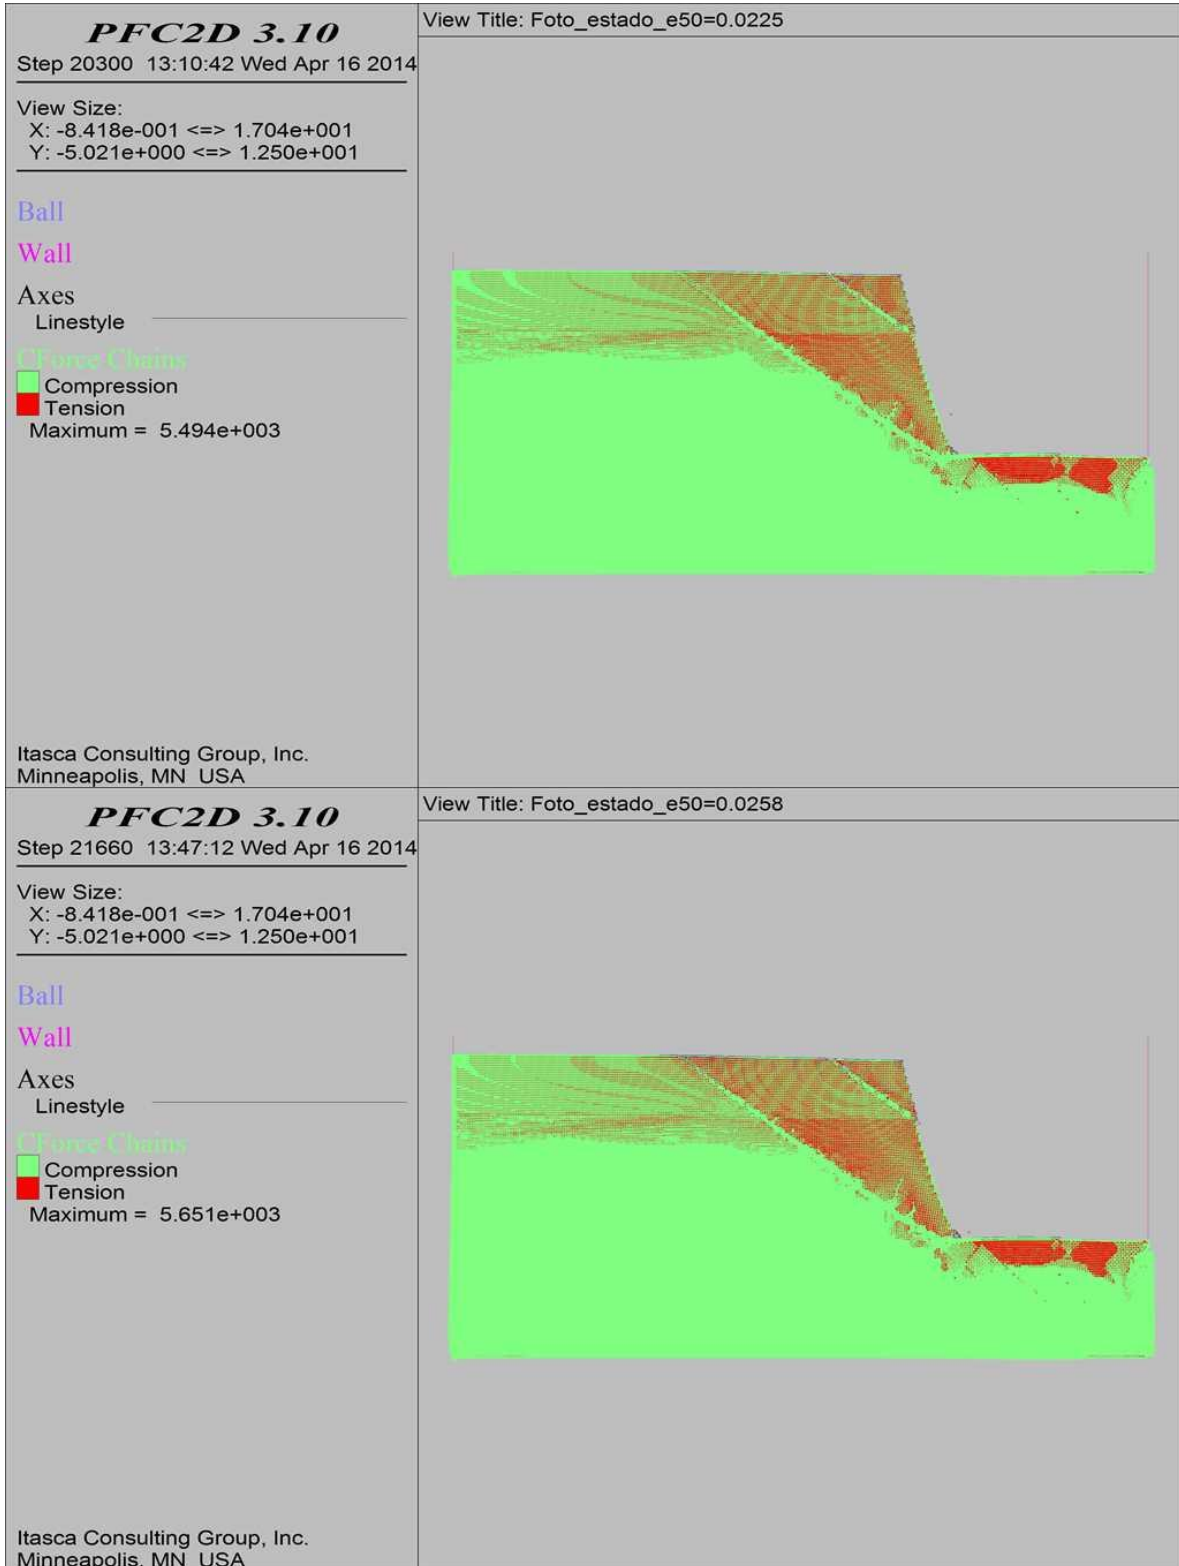 PFC2D 3.10
Step 20300 13:10:42 Wed Apr 16 2014
View Size:
X: -8.418e-001 <=> 1.704e+001
Y: -5.021e+000 <=> 1.250e+001
Ball
Wall
Axes
Linestyle
CForce Chains
Compression
Tension
Maximum = 5.494e+003
Itasca Consulting Group, Inc.
Minneapolis, MN USA
View Title: Foto_estado_e50=0.0225
PFC2D 3.10
Step 21660 13:47:12 Wed Apr 16 2014
View Size:
X: -8.418e-001 <=> 1.704e+001
Y: -5.021e+000 <=> 1.250e+001
Ball
Wall
Axes
Linestyle
CForce Chains
Compression
Tension
Maximum = 5.651e+003
Itasca Consulting Group, Inc.
Minneapolis, MN USA
View Title: Foto_estado_e50=0.0258